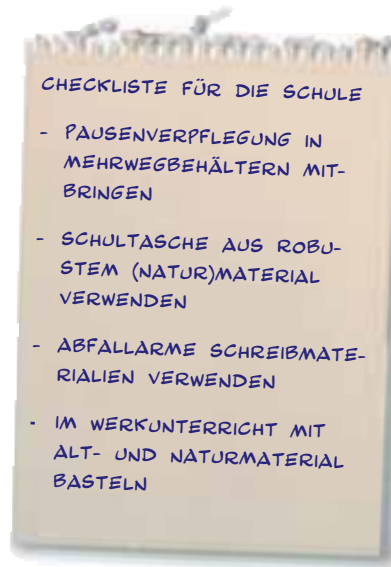 CHECKLISTE FÜR DIE SCHULE
- PAUSENVERPFLEGUNG IN
MEHRWEGBEHÄLTERN MIT-
BRINGEN
- SCHULTASCHE AUS ROBU-
STEM (NATUR)MATERIAL
VERWENDEN
- ABFALLARME SCHREIBMATE-
RIALIEN VERWENDEN
- IM WERKUNTERRICHT MIT
ALT- UND NATURMATERIAL
BASTELN